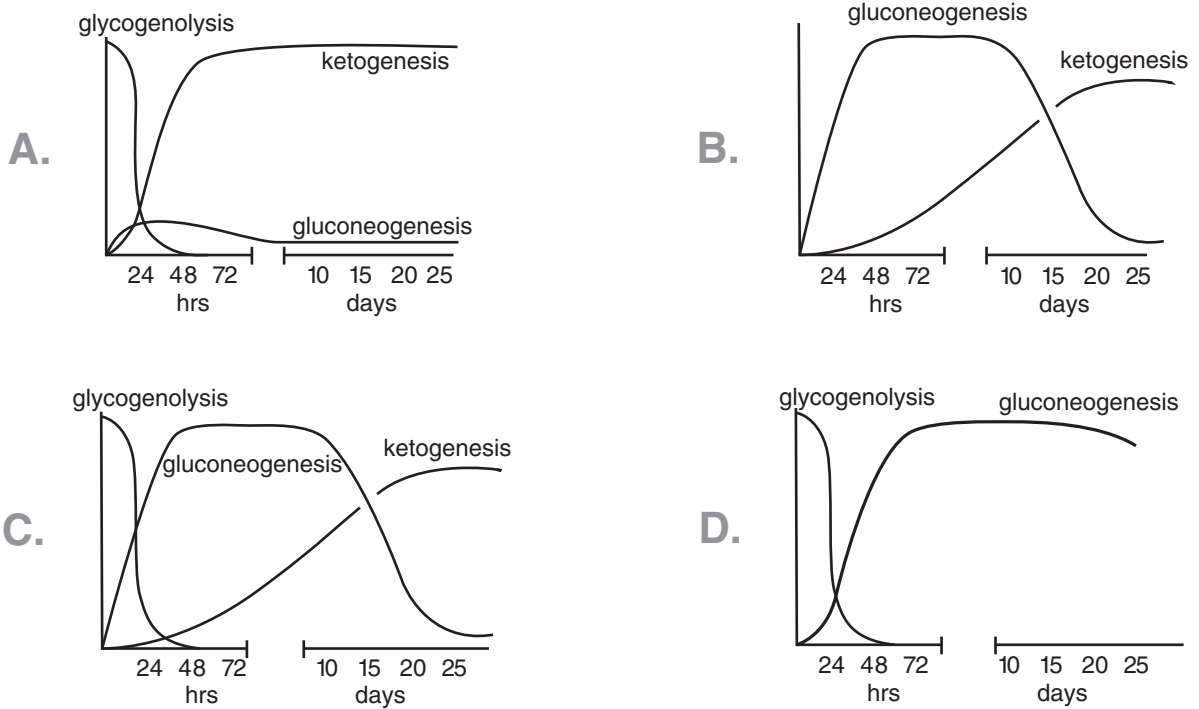 glycogenolysis
ketogenesis
A.
gluconeogenesis
24 48 72 10 15 20 25
hrs days
gluconeogenesis
ketogenesis
B.
24 48 72 10 15 20 25
hrs days
glycogenolysis
ketogenesis
gluconeogenesis
C.
24 48 72 10 15 20 25
hrs days
glycogenolysis gluconeogenesis
D.
24 48 72 10 15 20 25
hrs days